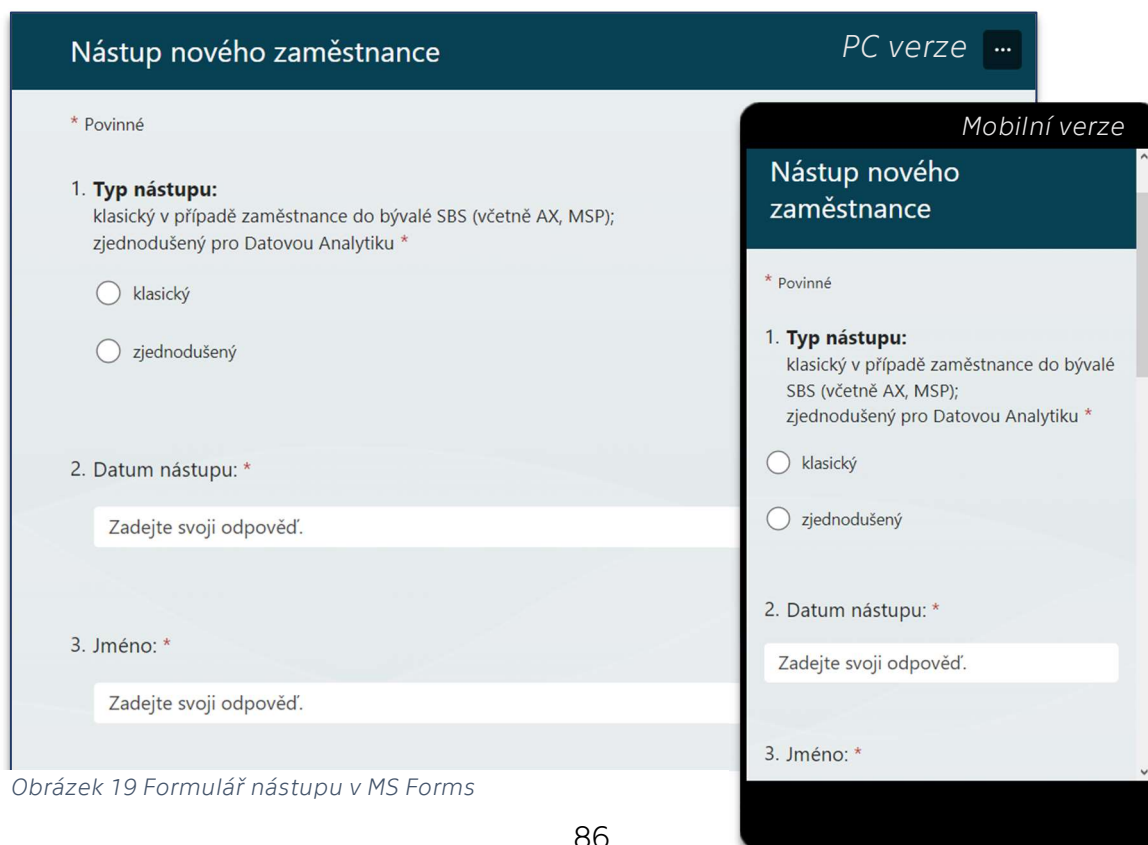 Nástup nového zaměstnance
PC verze
...
* Povinné
1. Typ nástupu:
klasický v případě zaměstnance do bývalé SBS (včetně AX, MSP);
zjednodušený pro Datovou Analytiku *
klasický
zjednodušený
2. Datum nástupu: *
Zadejte svoji odpověď.
3. Jméno: *
Zadejte svoji odpověď.
Mobilní verze
Nástup nového
zaměstnance
* Povinné
1. Typ nástupu:
klasický v případě zaměstnance do bývalé
SBS (včetně AX, MSP);
zjednodušený pro Datovou Analytiku *
klasický
zjednodušený
2. Datum nástupu: *
Zadejte svoji odpověď.
3. Jméno: *
Obrázek 19 Formulář nástupu v MS Forms
86